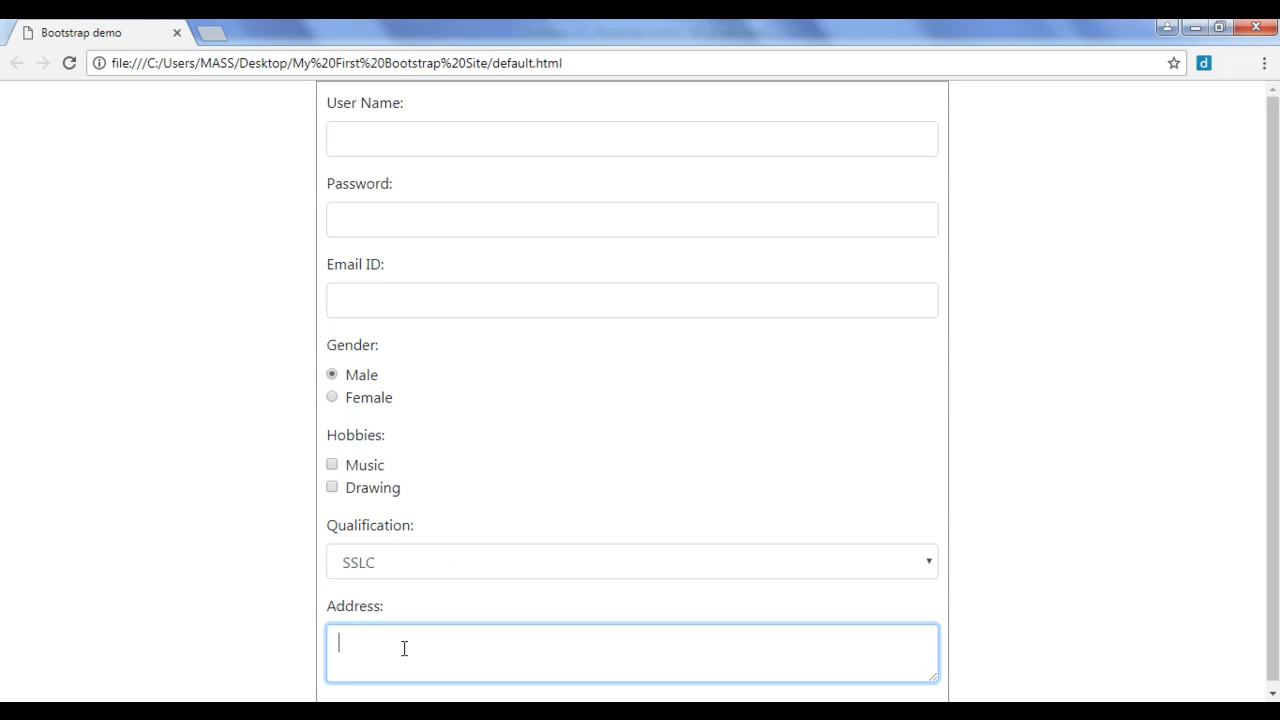 Bootstrap demo
file:///C:/Users/MASS/Desktop/My%20First%20Bootstrap%20Site/default.html
d
User Name:
Password:
Email ID:
Gender:
Male
Female
Hobbies:
Music
Drawing
Qualification:
SSLC
Address: